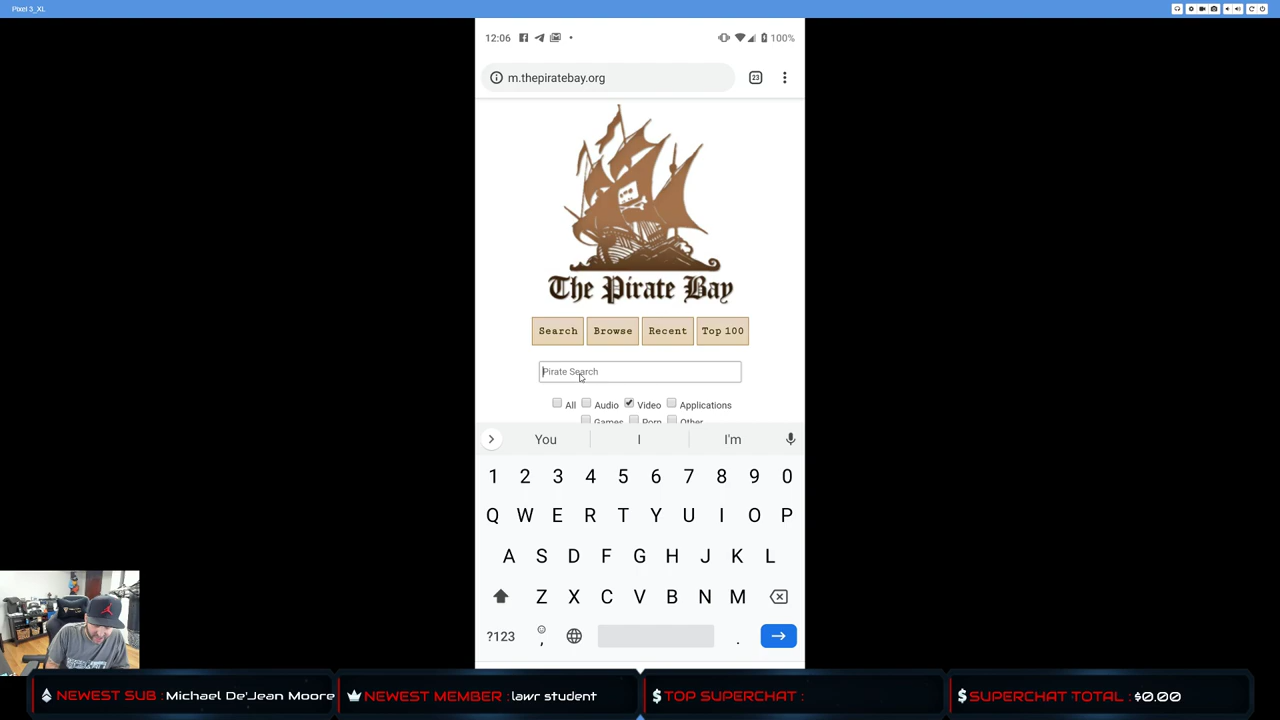 Pixel 3_XL
12:06
100%
m.thepiratebay.org
23
The Pirate Bay
Search Browse Recent Top 100
Pirate Search
All Audio Video Applications
Games Porn Other
You I I'm
1 2 3 4 5 6 7 8 9 0
Q W E R T Y U I O P
A S D F G H J K L
Z X C V B N M
?123 , .
NEWEST SUB : Michael De'Jean Moore
NEWEST MEMBER : lawr student
$ TOP SUPERCHAT :
$ SUPERCHAT TOTAL : $0.00